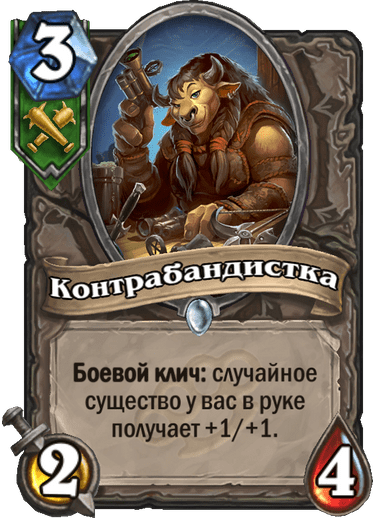 3
Контрабандистка
Боевой клич: случайное
существо у вас в руке
получает +1/+1.
2
4